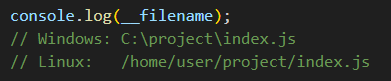 console.log(__filename);
// Windows: C:\project\index.js
// Linux:   /home/user/project/index.js